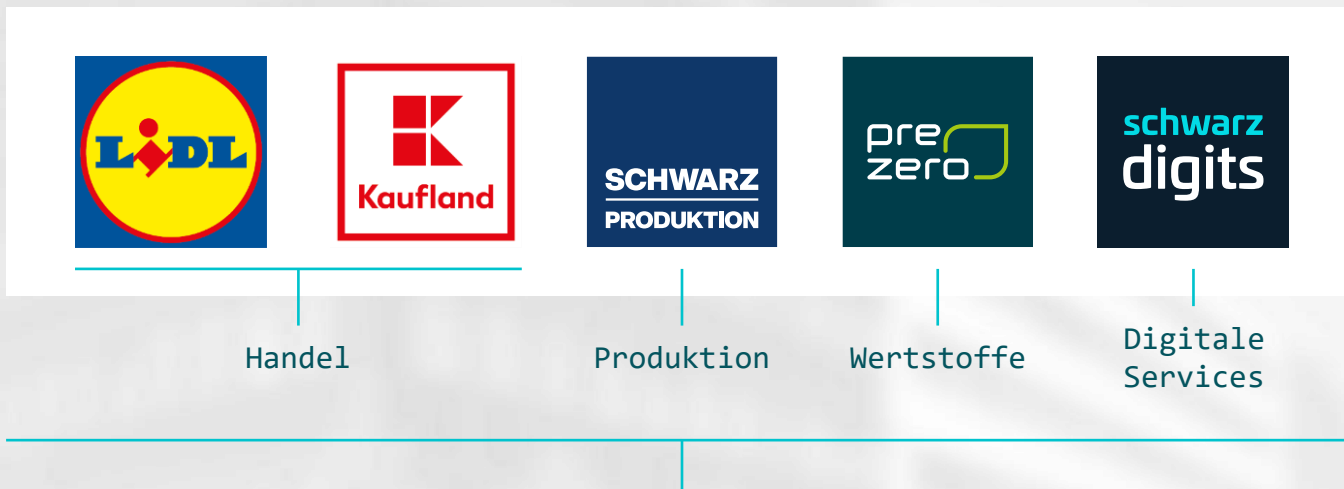 LIDL
Kaufland
SCHWARZ
PRODUKTION
pre
zero
schwarz
digits
Handel
Produktion
Wertstoffe
Digitale
Services